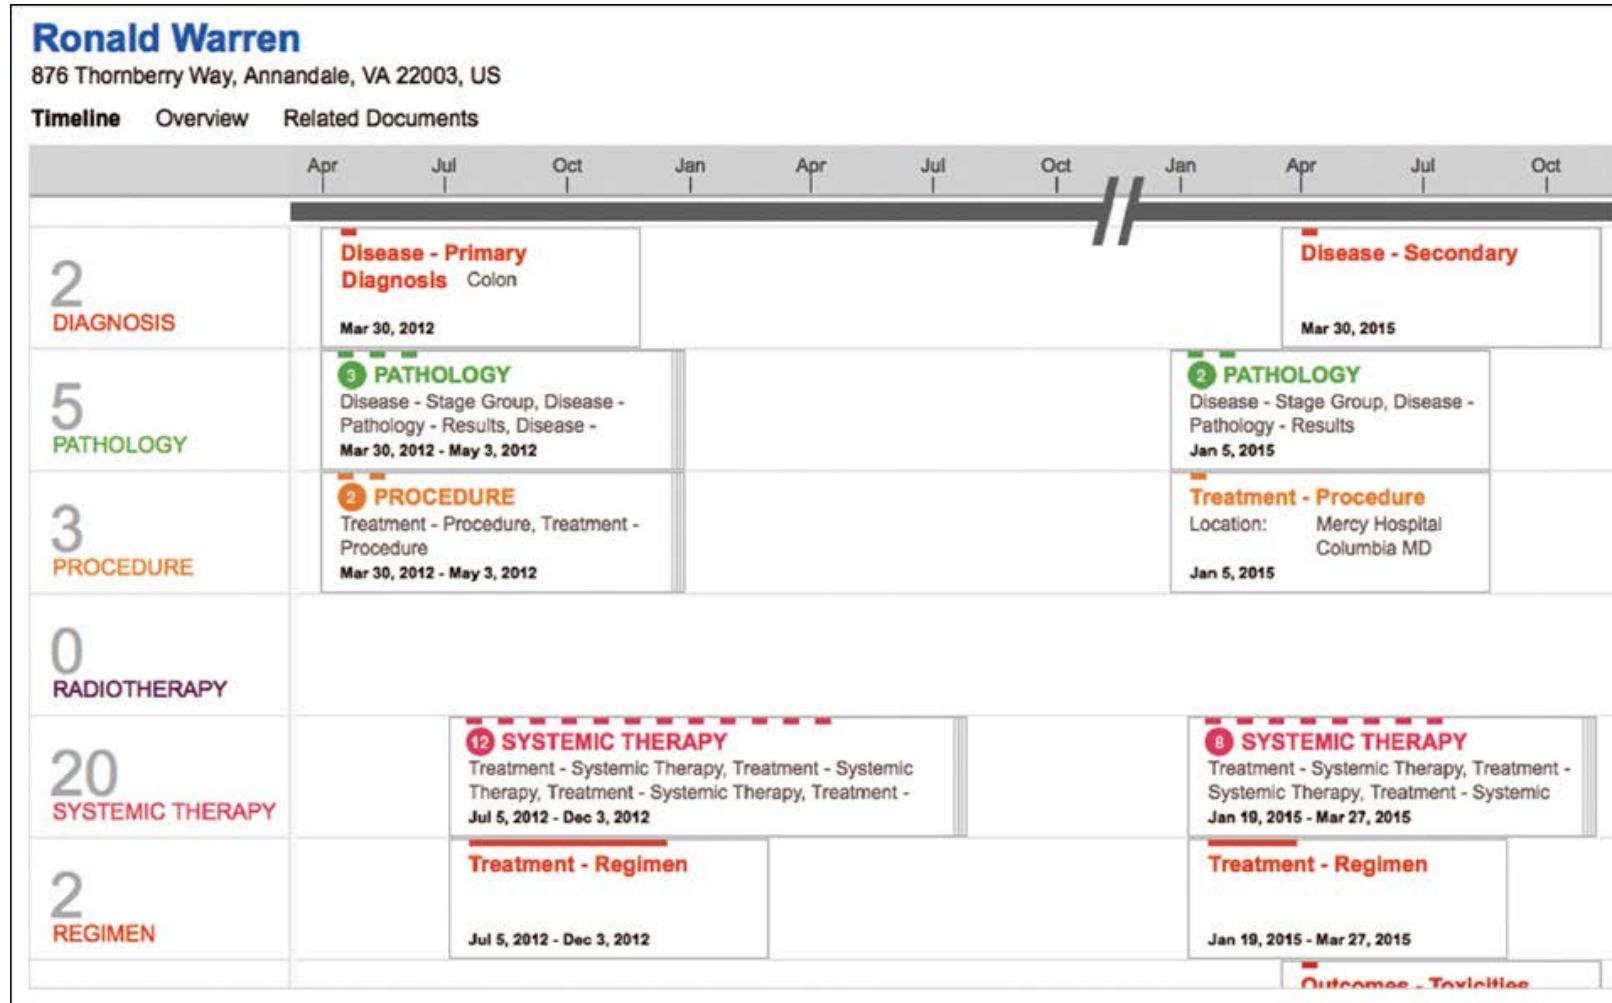 Ronald Warren
876 Thornberry Way, Annandale, VA 22003, US
Timeline Overview Related Documents
Apr Jul Oct Jan Apr Jul Oct Jan Apr Jul Oct
2
DIAGNOSIS
Disease - Primary
Diagnosis Colon
Mar 30, 2012
Disease - Secondary
Mar 30, 2015
5
PATHOLOGY
3 PATHOLOGY
Disease - Stage Group, Disease -
Pathology - Results, Disease -
Mar 30, 2012 - May 3, 2012
2 PATHOLOGY
Disease - Stage Group, Disease -
Pathology - Results
Jan 5, 2015
3
PROCEDURE
2 PROCEDURE
Treatment - Procedure, Treatment -
Procedure
Mar 30, 2012 - May 3, 2012
Treatment - Procedure
Location: Mercy Hospital
Columbia MD
Jan 5, 2015
0
RADIOTHERAPY
20
SYSTEMIC THERAPY
12 SYSTEMIC THERAPY
Treatment - Systemic Therapy, Treatment - Systemic
Therapy, Treatment - Systemic Therapy, Treatment -
Jul 5, 2012 - Dec 3, 2012
8 SYSTEMIC THERAPY
Treatment - Systemic Therapy, Treatment -
Systemic Therapy, Treatment - Systemic
Jan 19, 2015 - Mar 27, 2015
2
REGIMEN
Treatment - Regimen
Jul 5, 2012 - Dec 3, 2012
Treatment - Regimen
Jan 19, 2015 - Mar 27, 2015
Outcomes - Toxicities